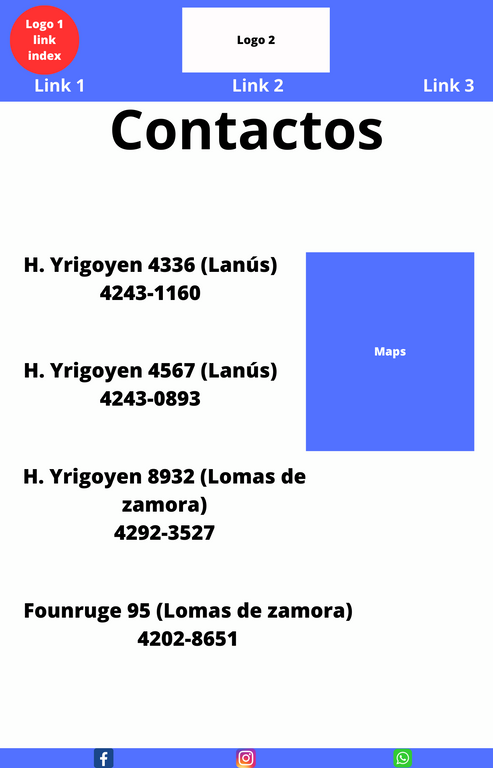 Logo 1
link
index
Logo 2
Link 1
Link 2
Link 3
Contactos
H. Yrigoyen 4336 (Lanús)
4243-1160
H. Yrigoyen 4567 (Lanús)
4243-0893
Maps
H. Yrigoyen 8932 (Lomas de
zamora)
4292-3527
Founruge 95 (Lomas de zamora)
4202-8651